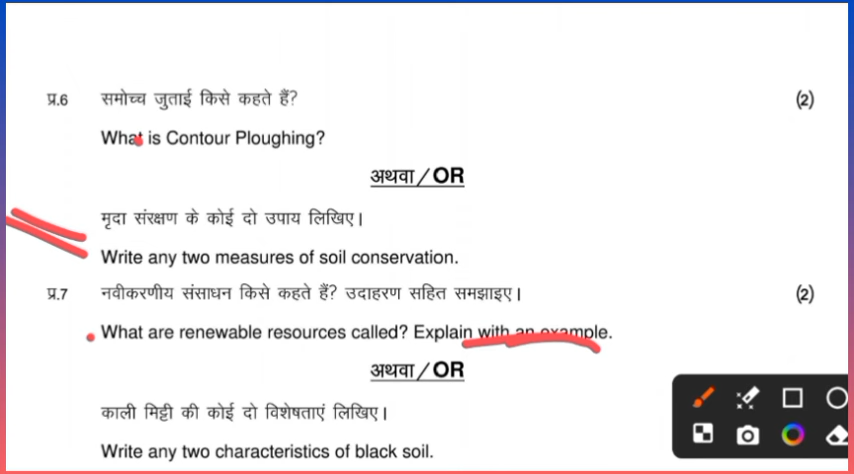 प्र.6 समोच्च जुताई किसे कहते हैं? (2)
What is Contour Ploughing?
अथवा/OR
मृदा संरक्षण के कोई दो उपाय लिखिए।
Write any two measures of soil conservation.
प्र.7 नवीकरणीय संसाधन किसे कहते हैं? उदाहरण सहित समझाइए। (2)
What are renewable resources called? Explain with an example.
अथवा/OR
काली मिट्टी की कोई दो विशेषताएं लिखिए।
Write any two characteristics of black soil.